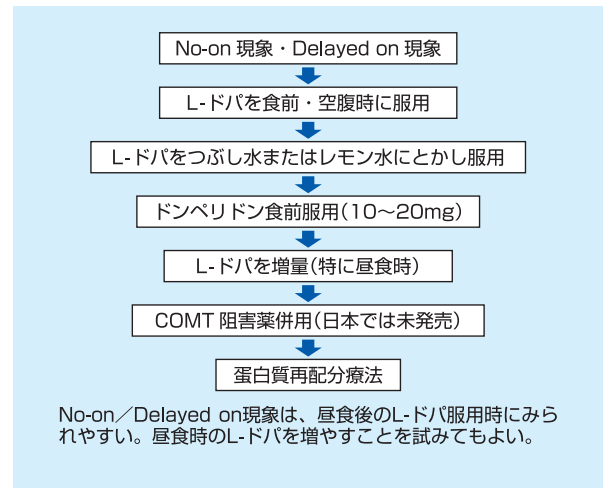 No-on 現象・Delayed on 現象
L-ドパを食前・空腹時に服用
L-ドパをつぶし水またはレモン水にとかし服用
ドンペリドン食前服用(10〜20mg)
L-ドパを増量(特に昼食時)
COMT 阻害薬併用(日本では未発売)
蛋白質再配分療法
No-on/Delayed on現象は、昼食後のL-ドパ服用時にみら
れやすい。昼食時のL-ドパを増やすことを試みてもよい。